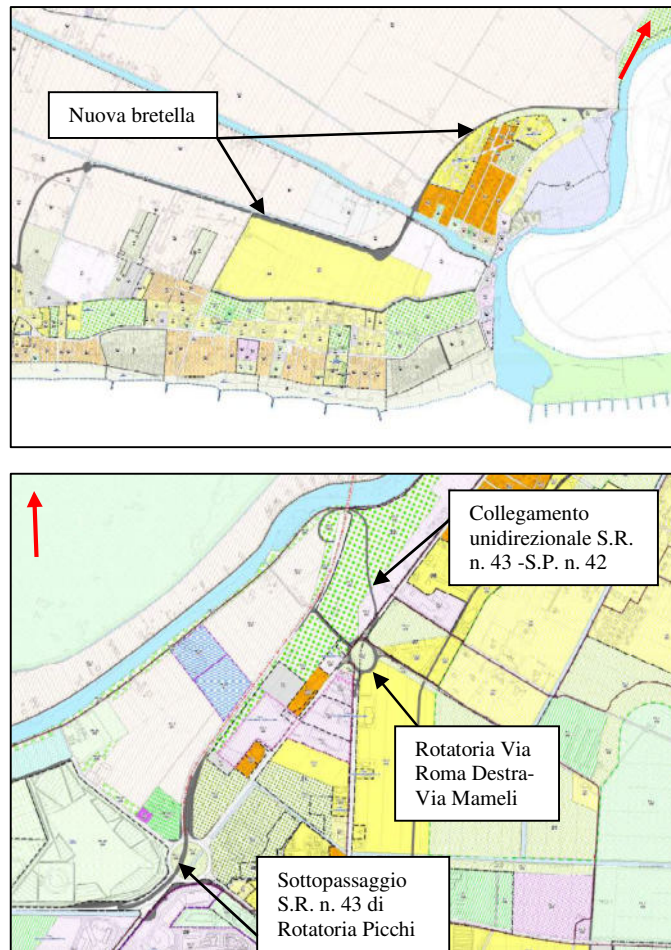 Nuova bretella
Collegamento
unidirezionale S.R.
n. 43 -S.P. n. 42
Rotatoria Via
Roma Destra-
Via Mameli
Sottopassaggio
S.R. n. 43 di
Rotatoria Picchi